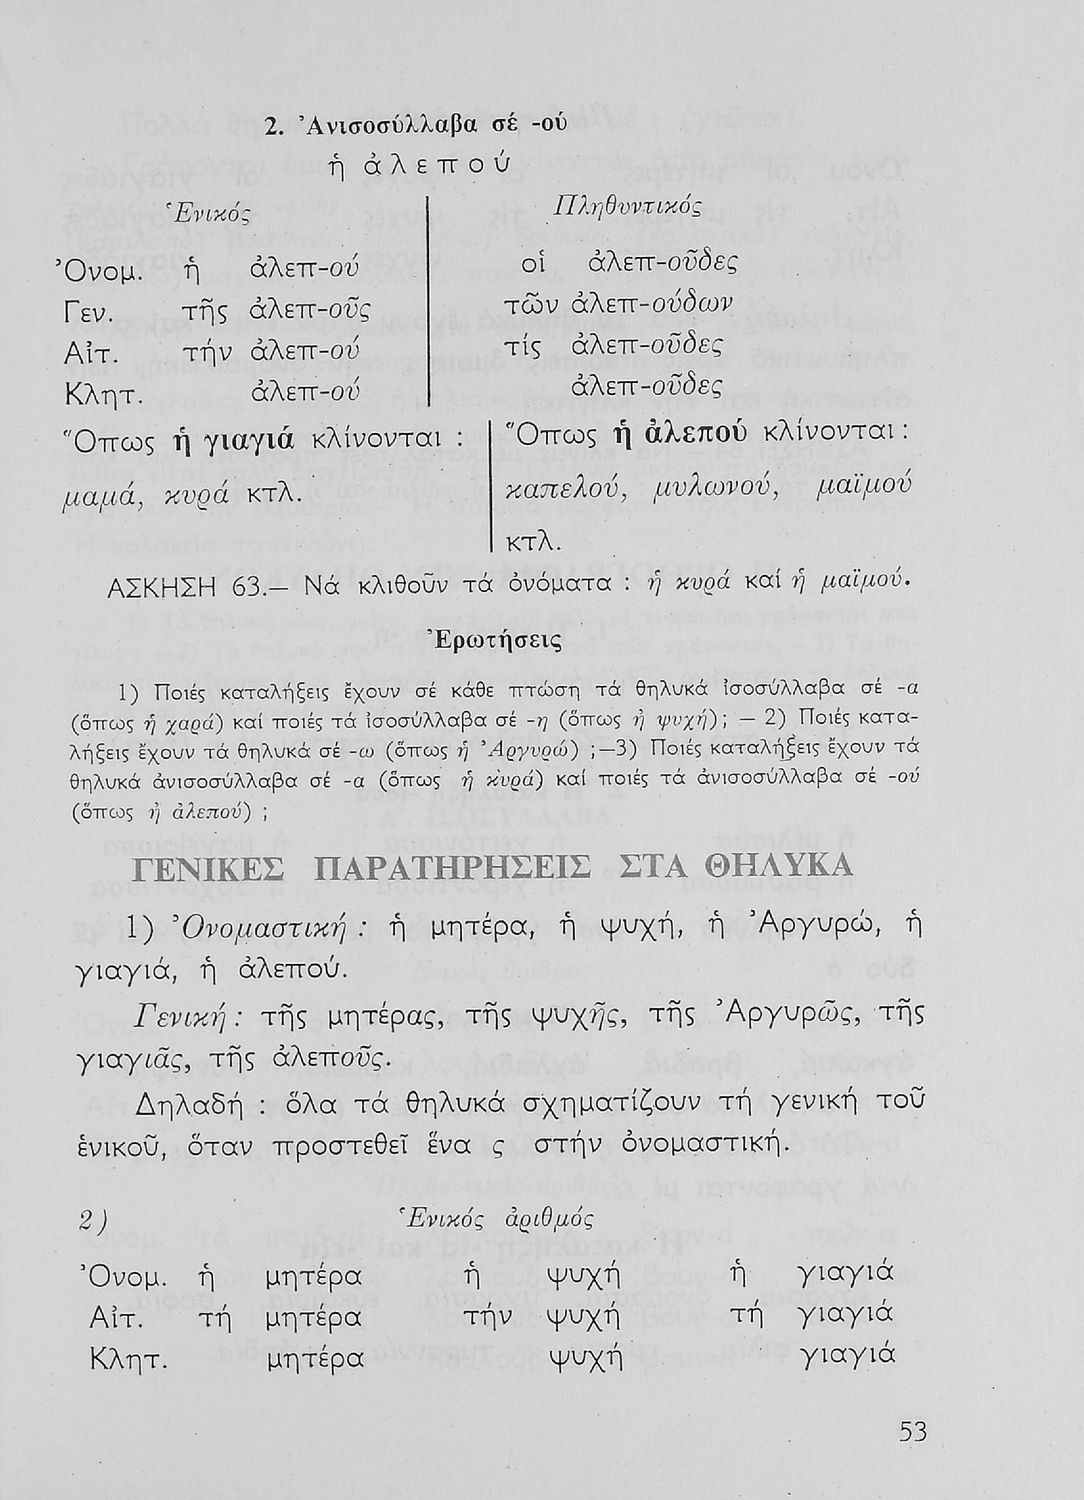 2. Ἀνισοσύλλαβα σέ -ού
ἡ ἀλεπού
Ἑνικός Πληθυντικός
Ὀνομ. ἡ ἀλεπ-ού οἱ ἀλεπ-οῦδες
Γεν. τῆς ἀλεπ-οῦς τῶν ἀλεπ-ούδων
Αἰτ. τήν ἀλεπ-ού τίς ἀλεπ-οῦδες
Κλητ. ἀλεπ-ού ἀλεπ-οῦδες
Ὅπως ἡ γιαγιά κλίνονται : Ὅπως ἡ ἀλεπού κλίνονται :
μαμά, κυρά κτλ. καπελού, μυλωνού, μαϊμού
κτλ.
ΑΣΚΗΣΗ 63.— Νά κλιθοῦν τά ὀνόματα : ἡ κυρά καί ἡ μαϊμού.
Ἐρωτήσεις
1) Ποιές καταλήξεις ἔχουν σέ κάθε πτώση τά θηλυκά ἰσοσύλλαβα σέ -α
(ὅπως ἡ χαρά) καί ποιές τά ἰσοσύλλαβα σέ -η (ὅπως ἡ ψυχή) ; — 2) Ποιές κατα-
λήξεις ἔχουν τά θηλυκά σέ -ω (ὅπως ἡ Ἀργυρώ) ;—3) Ποιές καταλήξεις ἔχουν τά
θηλυκά ἀνισοσύλλαβα σέ -α (ὅπως ἡ κυρά) καί ποιές τά ἀνισοσύλλαβα σέ -ού
(ὅπως ἡ ἀλεπού) ;
ΓΕΝΙΚΕΣ ΠΑΡΑΤΗΡΗΣΕΙΣ ΣΤΑ ΘΗΛΥΚΑ
1) Ὀνομαστική : ἡ μητέρα, ἡ ψυχή, ἡ Ἀργυρώ, ἡ
γιαγιά, ἡ ἀλεπού.
Γενική : τῆς μητέρας, τῆς ψυχῆς, τῆς Ἀργυρῶς, τῆς
γιαγιᾶς, τῆς ἀλεποῦς.
Δηλαδή : ὅλα τά θηλυκά σχηματίζουν τή γενική τοῦ
ἑνικοῦ, ὅταν προστεθεῖ ἕνα ς στήν ὀνομαστική.
2) Ἑνικός ἀριθμός
Ὀνομ. ἡ μητέρα ἡ ψυχή ἡ γιαγιά
Αἰτ. τή μητέρα τήν ψυχή τή γιαγιά
Κλητ. μητέρα ψυχή γιαγιά
53